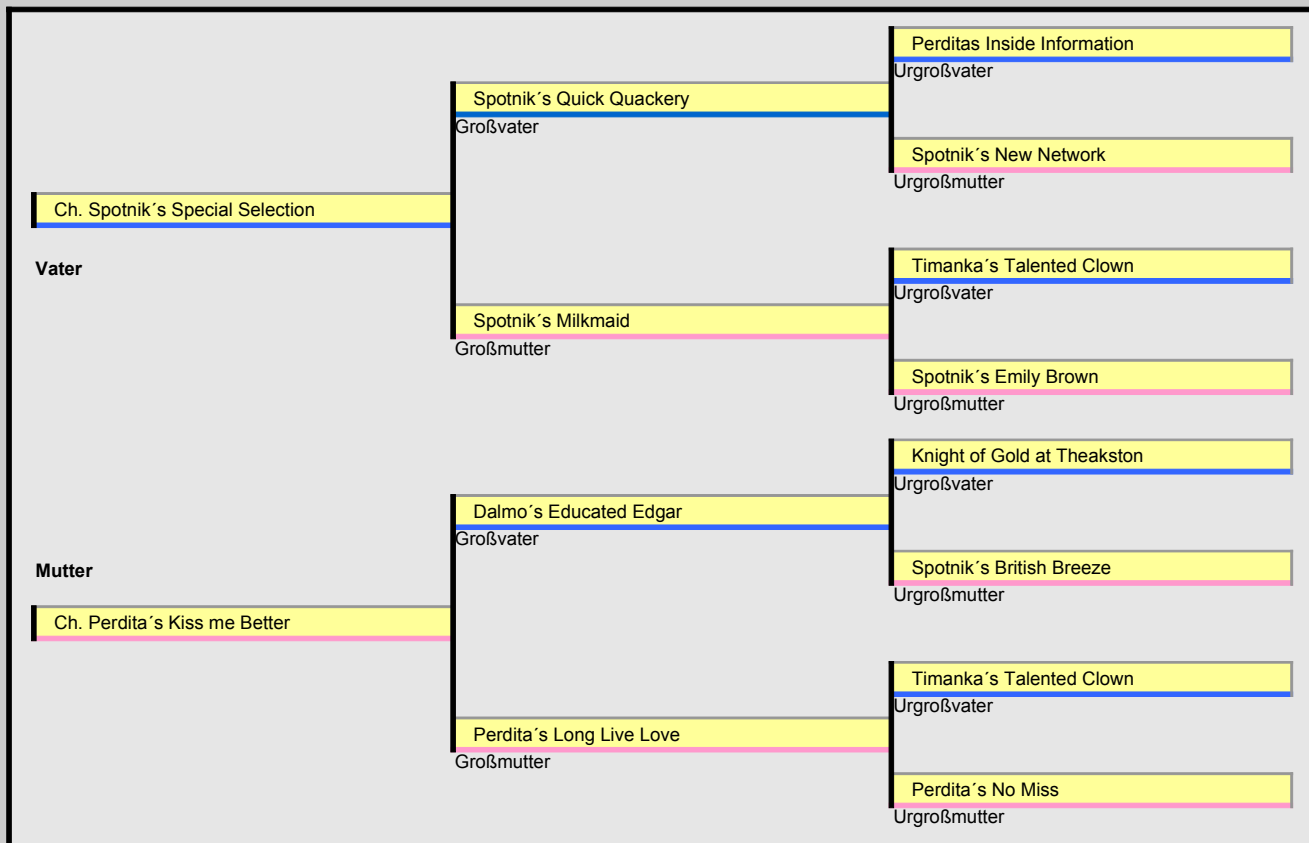 Perditas Inside Information
Urgroßvater
Spotnik´s Quick Quackery
Großvater
Spotnik´s New Network
Urgroßmutter
Ch. Spotnik´s Special Selection
Vater
Timanka´s Talented Clown
Urgroßvater
Spotnik´s Milkmaid
Großmutter
Spotnik´s Emily Brown
Urgroßmutter
Knight of Gold at Theakston
Urgroßvater
Dalmo´s Educated Edgar
Großvater
Spotnik´s British Breeze
Urgroßmutter
Mutter
Ch. Perdita´s Kiss me Better
Timanka´s Talented Clown
Urgroßvater
Perdita´s Long Live Love
Großmutter
Perdita´s No Miss
Urgroßmutter